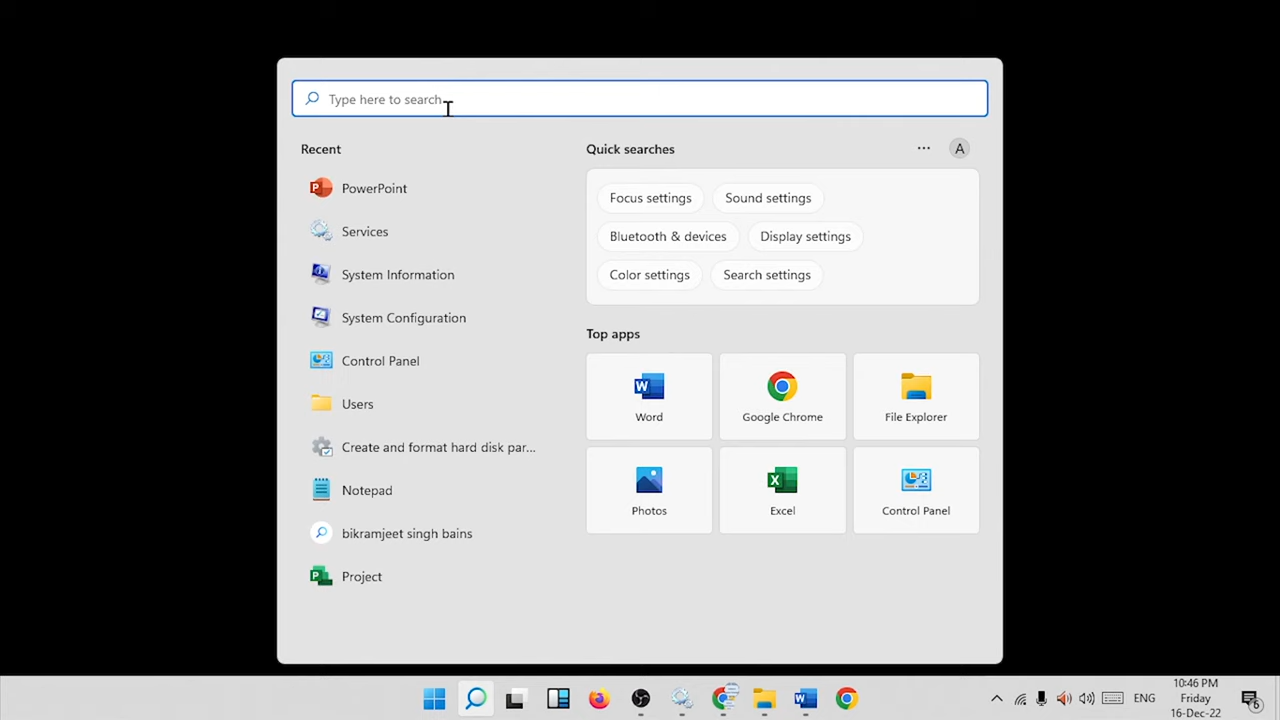 Type here to search
Recent
PowerPoint
Services
System Information
System Configuration
Control Panel
Users
Create and format hard disk par...
Notepad
bikramjeet singh bains
Project
Quick searches
A
Focus settings
Sound settings
Bluetooth & devices
Display settings
Color settings
Search settings
Top apps
Word
Google Chrome
File Explorer
Photos
Excel
Control Panel
ENG
10:46 PM
Friday
16-Dec-22
6